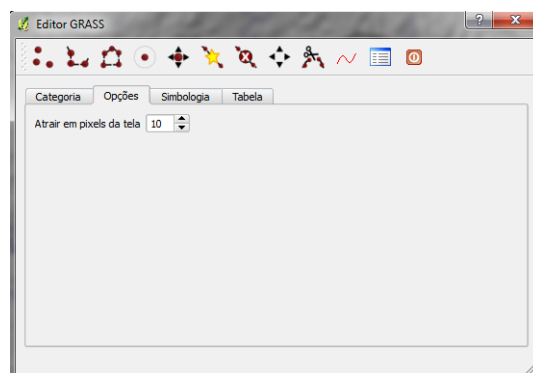 Editor GRASS
Categoria Opções Simbologia Tabela
Atrair em pixels da tela 10